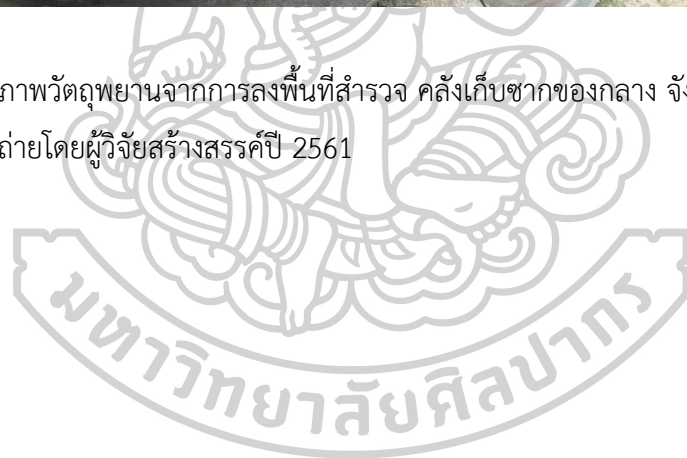 ภาพวัตถุพยานจากการลงพื้นที่สำรวจ คลังเก็บซากของกลาง
ถ่ายโดยผู้วิจัยสร้างสรรค์ปี 2561
มหาวิทยาลัยศิลปากร